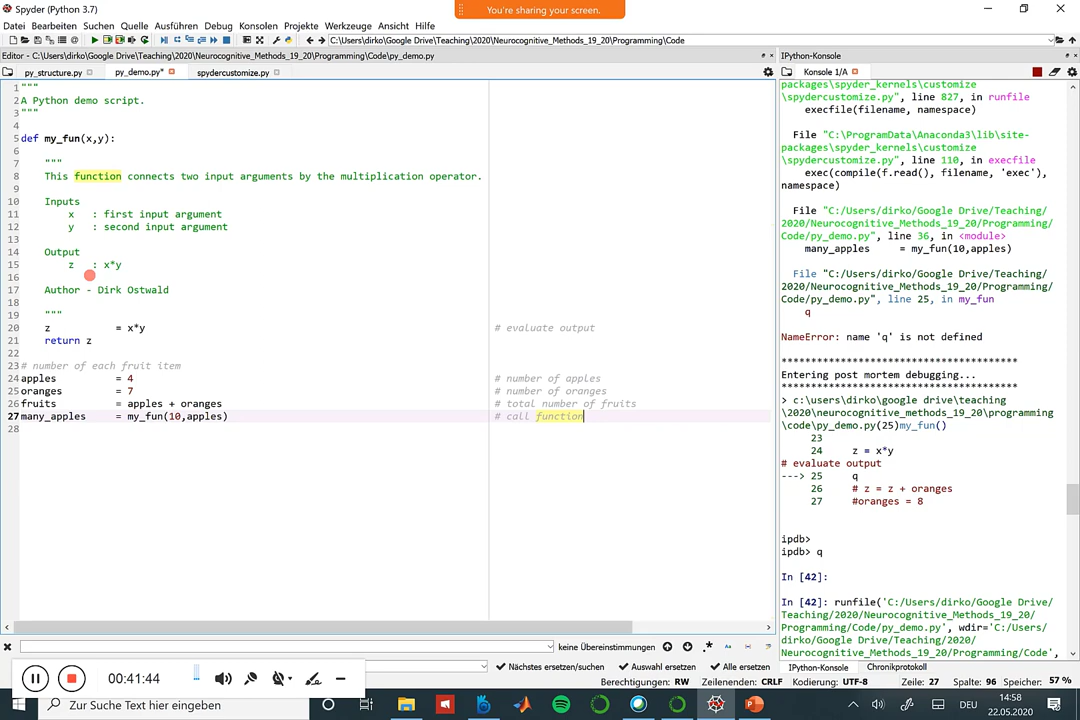 Spyder (Python 3.7)
You're sharing your screen.
Datei Bearbeiten Suchen Quelle Ausführen Debug Konsolen Projekte Werkzeuge Ansicht Hilfe
C:\Users\dirko\Google Drive\Teaching\2020\Neurocognitive_Methods_19_20\Programming\Code
Editor - C:\Users\dirko\Google Drive\Teaching\2020\Neurocognitive_Methods_19_20\Programming\Code\py_demo.py
py_structure.py py_demo.py* spydercustomize.py
1 """
2 A Python demo script.
3 """
4
5 def my_fun(x,y):
6
7 """
8 This function connects two input arguments by the multiplication operator.
9
10 Inputs
11 x : first input argument
12 y : second input argument
13
14 Output
15 z : x*y
16
17 Author - Dirk Ostwald
18
19 """
20 z = x*y # evaluate output
21 return z
22
23 # number of each fruit item
24 apples = 4 # number of apples
25 oranges = 7 # number of oranges
26 fruits = apples + oranges # total number of fruits
27 many_apples = my_fun(10,apples) # call function
28
keine Übereinstimmungen
Nächstes ersetzen/suchen Auswahl ersetzen Alle ersetzen
00:41:44
IPython-Konsole
Konsole 1/A
packages\spyder_kernels\customize
\spydercustomize.py", line 827, in runfile
execfile(filename, namespace)
File "C:\ProgramData\Anaconda3\lib\site-
packages\spyder_kernels\customize
\spydercustomize.py", line 110, in execfile
exec(compile(f.read(), filename, 'exec'),
namespace)
File "C:/Users/dirko/Google Drive/Teaching/
2020/Neurocognitive_Methods_19_20/Programming/
Code/py_demo.py", line 36, in <module>
many_apples = my_fun(10,apples)
File "C:/Users/dirko/Google Drive/Teaching/
2020/Neurocognitive_Methods_19_20/Programming/
Code/py_demo.py", line 25, in my_fun
q
NameError: name 'q' is not defined
****************************************
Entering post mortem debugging...
****************************************
> c:\users\dirko\google drive\teaching
\2020\neurocognitive_methods_19_20\programming
\code\py_demo.py(25)my_fun()
23
24 z = x*y
# evaluate output
---> 25 q
26 # z = z + oranges
27 #oranges = 8
ipdb>
ipdb> q
In [42]:
In [42]: runfile('C:/Users/dirko/Google Drive/
Teaching/2020/Neurocognitive_Methods_19_20/
Programming/Code/py_demo.py', wdir='C:/Users/
dirko/Google Drive/Teaching/2020/
Neurocognitive_Methods_19_20/Programming/Code',
IPython-Konsole Chronikprotokoll
Berechtigungen: RW Zeilenenden: CRLF Kodierung: UTF-8 Zeile: 27 Spalte: 96 Speicher: 57 %
Zur Suche Text hier eingeben
DEU
14:58
22.05.2020